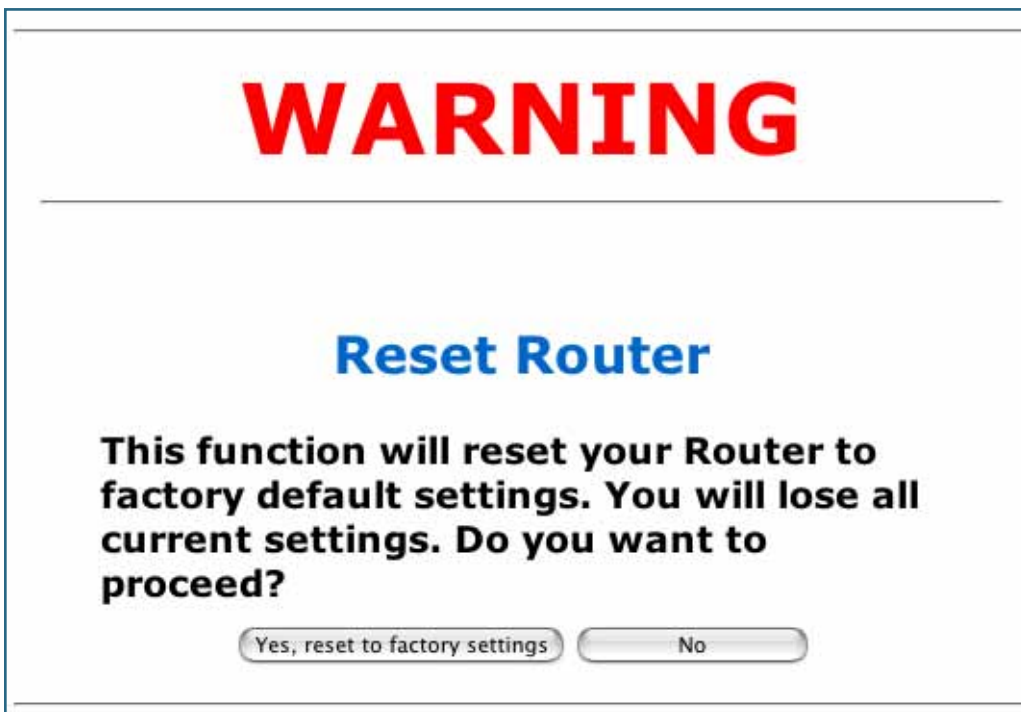 WARNING
Reset Router
This function will reset your Router to
factory default settings. You will lose all
current settings. Do you want to
proceed?
Yes, reset to factory settings No